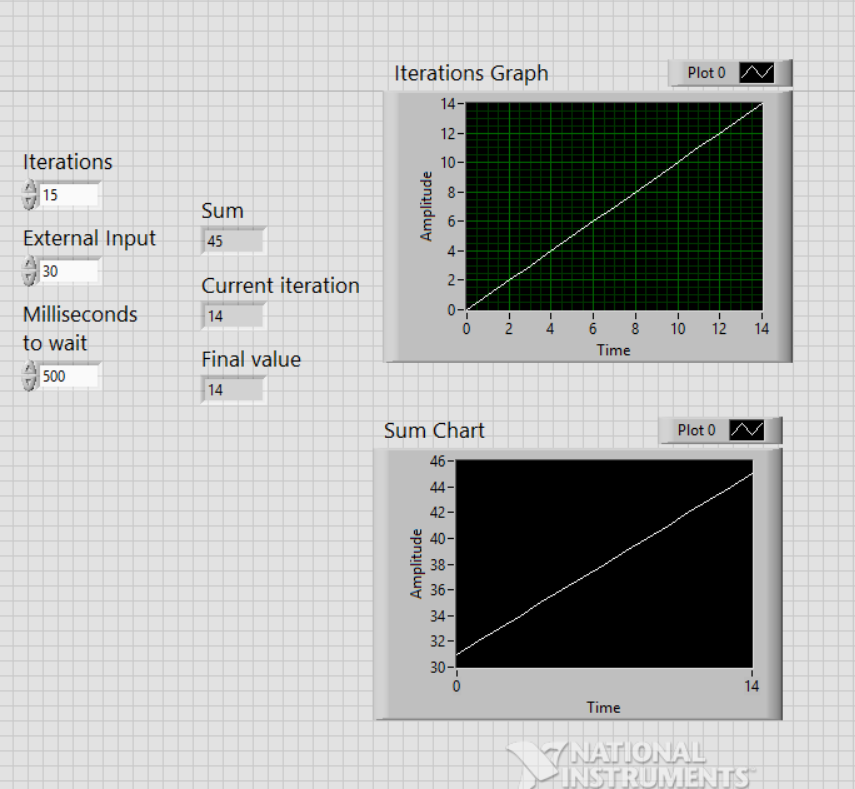 Iterations
15
External Input
30
Milliseconds
to wait
500
Sum
45
Current iteration
14
Final value
14
Iterations Graph
Plot 0
Amplitude
14
12
10
8
6
4
2
0
0 2 4 6 8 10 12 14
Time
Sum Chart
Plot 0
Amplitude
46
44
42
40
38
36
34
32
30
0 14
Time
NATIONAL
INSTRUMENTS